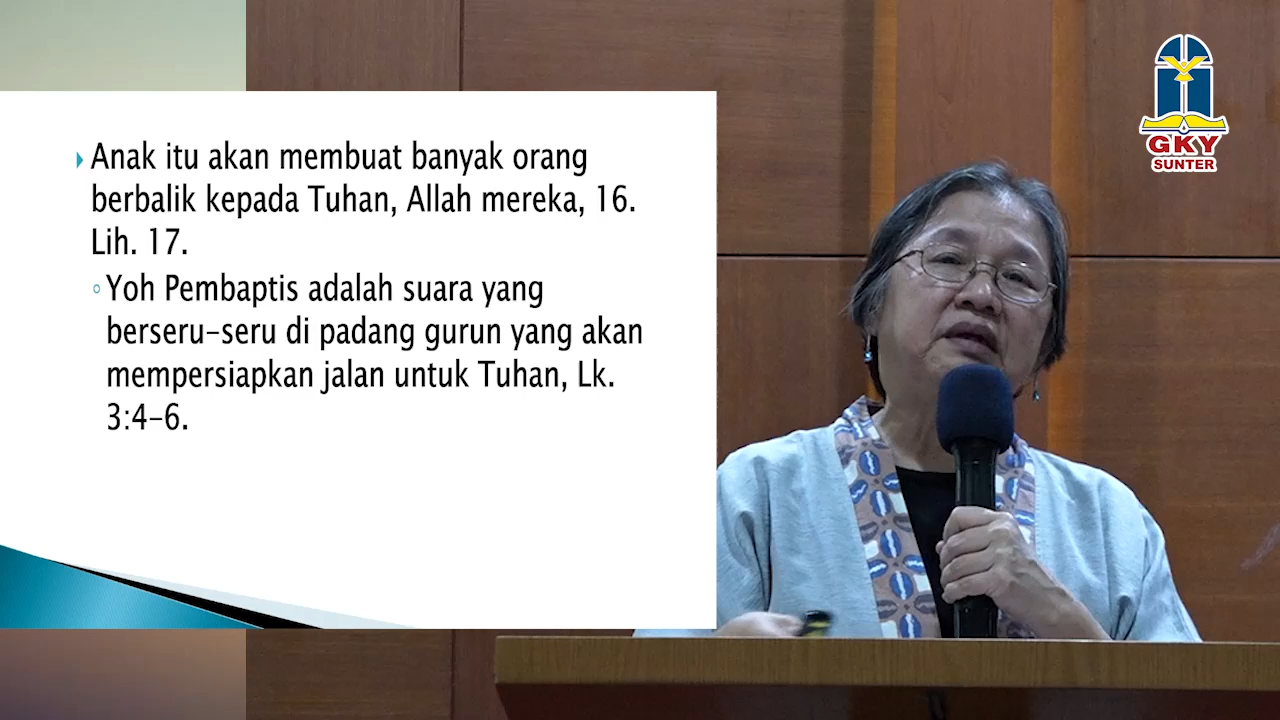 Anak itu akan membuat banyak orang
berbalik kepada Tuhan, Allah mereka, 16.
Lih. 17.
Yoh Pembaptis adalah suara yang
berseru-seru di padang gurun yang akan
mempersiapkan jalan untuk Tuhan, Lk.
3:4-6.
GKY
SUNTER